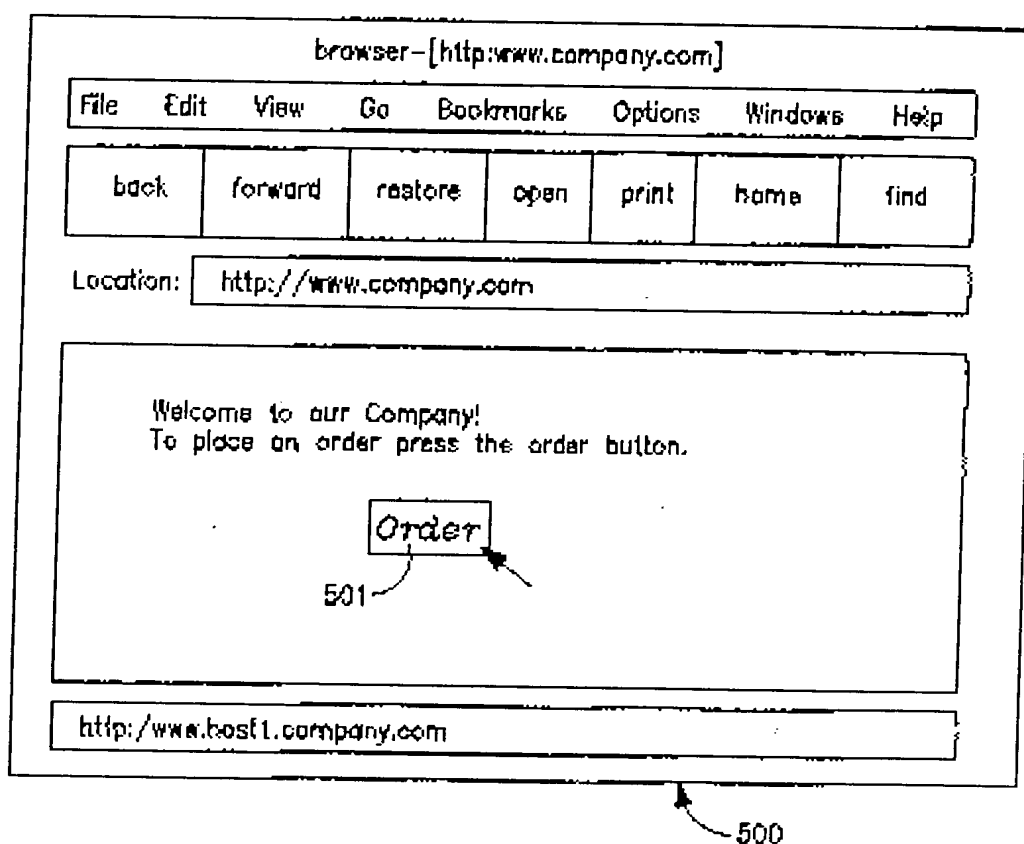 browser-[http:www.company.com]
File Edit View Go Bookmarks Options Windows Help
back forward restore open print home find
Location: http://www.company.com
Welcome to our Company!
To place an order press the order button.
Order
501
http:/www.host1.company.com
500